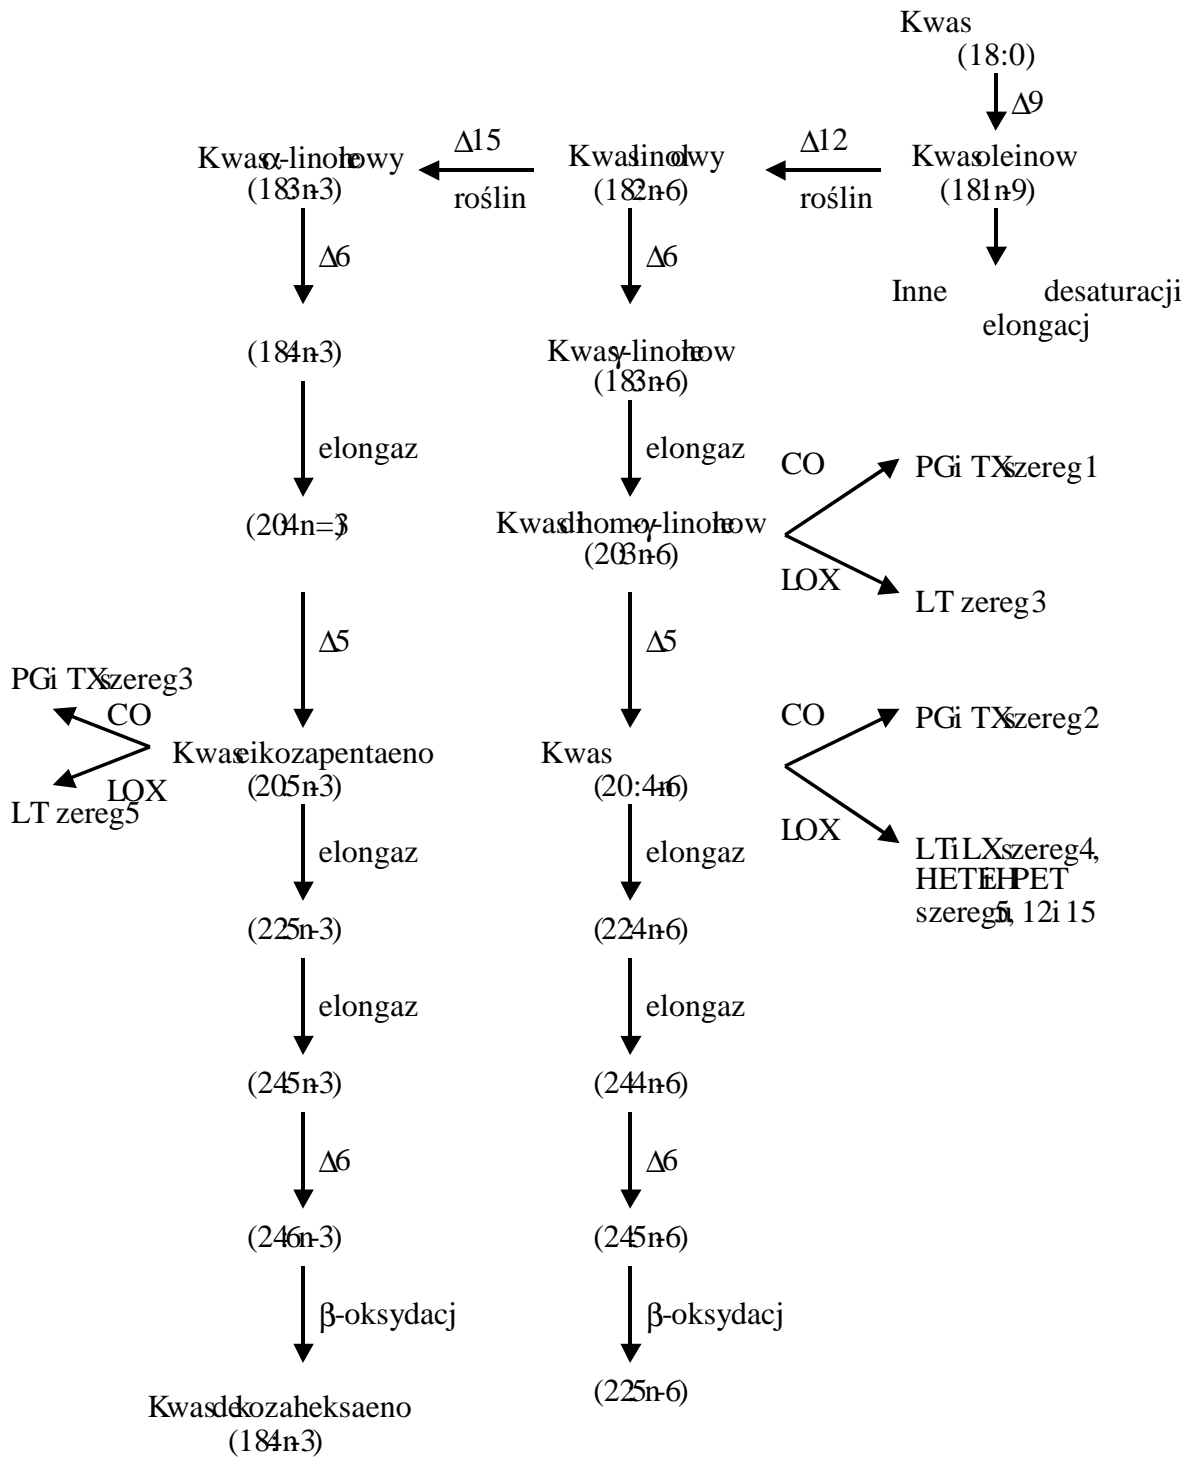 Kwas
(18:0)
Δ9
Kwas α-linolenowy
(18:3n-3)
Δ15
roślin
Kwas linolowy
(18:2n-6)
Δ12
roślin
Kwas oleinow
(18:1n-9)
Δ6
Δ6
Inne desaturacji
elongacj
(18:4n-3)
Kwas γ-linolenow
(18:3n-6)
elongaz
elongaz
CO
PG i TX szereg 1
(20:4n=3)
Kwas dihomo-γ-linolenow
(20:3n-6)
LOX
LT zereg 3
Δ5
Δ5
PG i TX szereg 3
CO
LOX
LT zereg 5
Kwas eikozapentaeno
(20:5n-3)
Kwas
(20:4n-6)
CO
PG i TX szereg 2
LOX
LT i LX szereg 4,
HETE i HPET
szeregu 5, 12 i 15
elongaz
elongaz
(22:5n-3)
(22:4n-6)
elongaz
elongaz
(24:5n-3)
(24:4n-6)
Δ6
Δ6
(24:6n-3)
(24:5n-6)
β-oksydacj
β-oksydacj
Kwas dekozaheksaeno
(18:4n-3)
(22:5n-6)